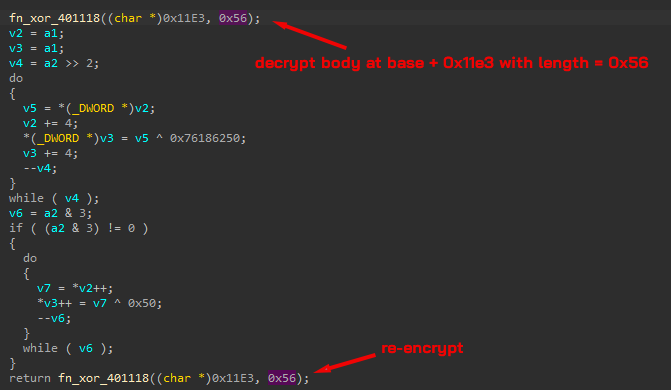 fn_xor_401118((char *)0x11E3, 0x56);
v2 = a1;
decrypt body at base + 0x11e3 with length = 0x56
v3 = a1;
v4 = a2 >> 2;
do
{
v5 = *(_DWORD *)v2;
v2 += 4;
*(_DWORD *)v3 = v5 ^ 0x76186250;
v3 += 4;
--v4;
}
while ( v4 );
v6 = a2 & 3;
if ( (a2 & 3) != 0 )
{
do
{
v7 = *v2++;
*v3++ = v7 ^ 0x50;
--v6;
}
while ( v6 );
re-encrypt
}
return fn_xor_401118((char *)0x11E3, 0x56);